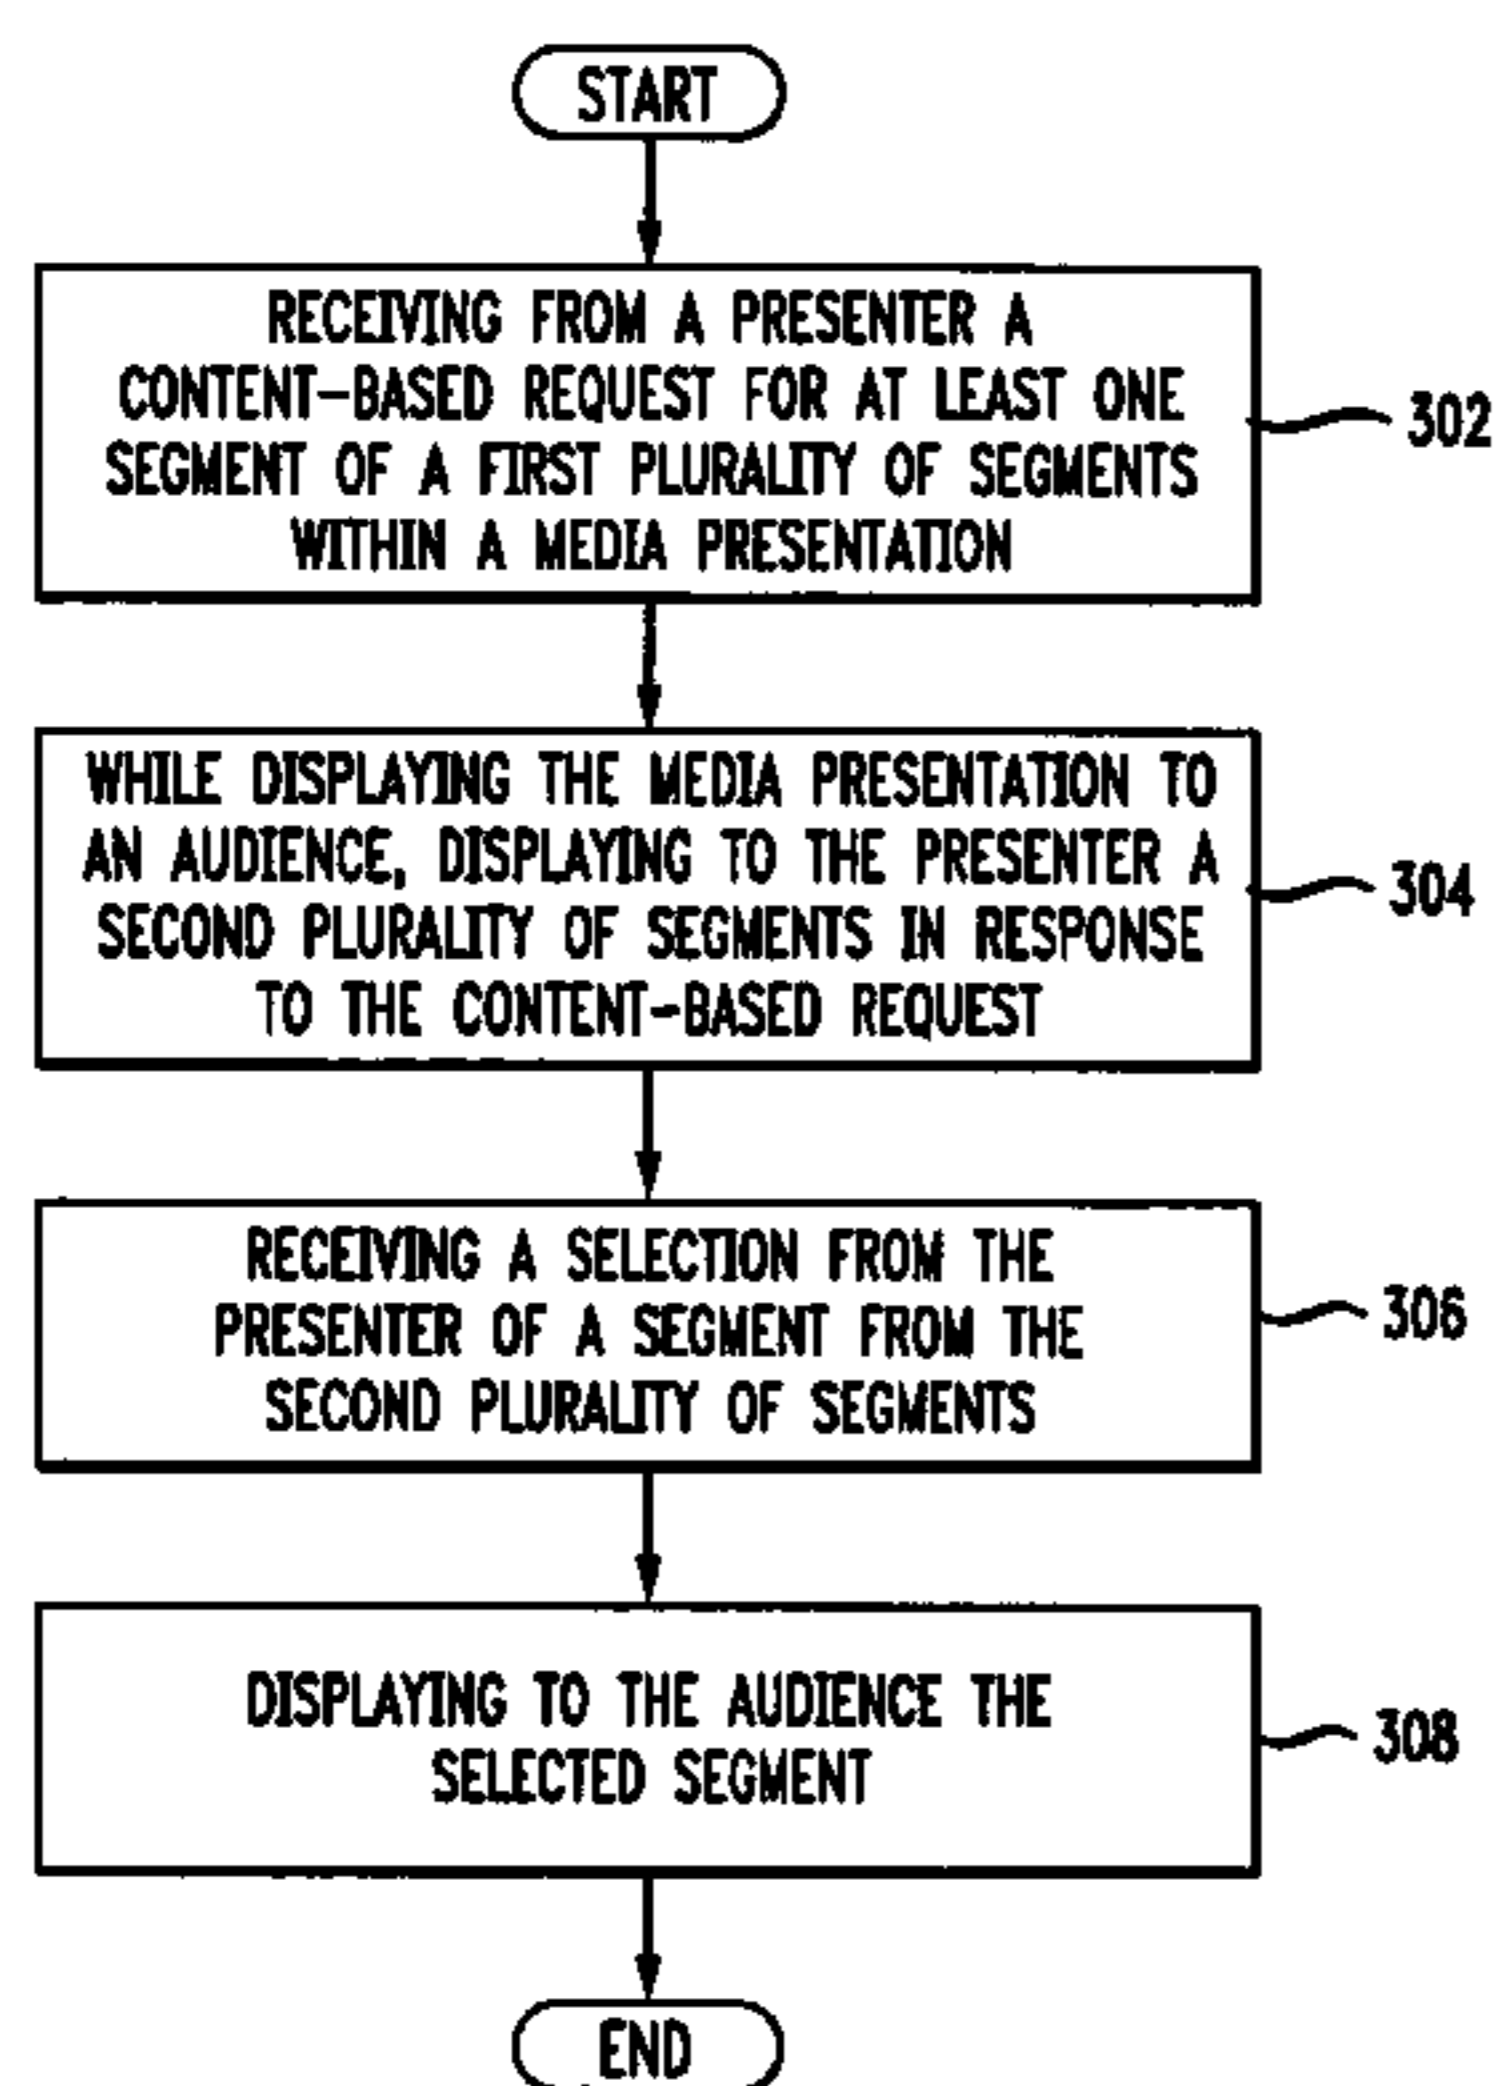 START
RECEIVING FROM A PRESENTER A
CONTENT-BASED REQUEST FOR AT LEAST ONE
SEGMENT OF A FIRST PLURALITY OF SEGMENTS
WITHIN A MEDIA PRESENTATION
302
WHILE DISPLAYING THE MEDIA PRESENTATION TO
AN AUDIENCE, DISPLAYING TO THE PRESENTER A
SECOND PLURALITY OF SEGMENTS IN RESPONSE
TO THE CONTENT-BASED REQUEST
304
RECEIVING A SELECTION FROM THE
PRESENTER OF A SEGMENT FROM THE
SECOND PLURALITY OF SEGMENTS
306
DISPLAYING TO THE AUDIENCE THE
SELECTED SEGMENT
308
END